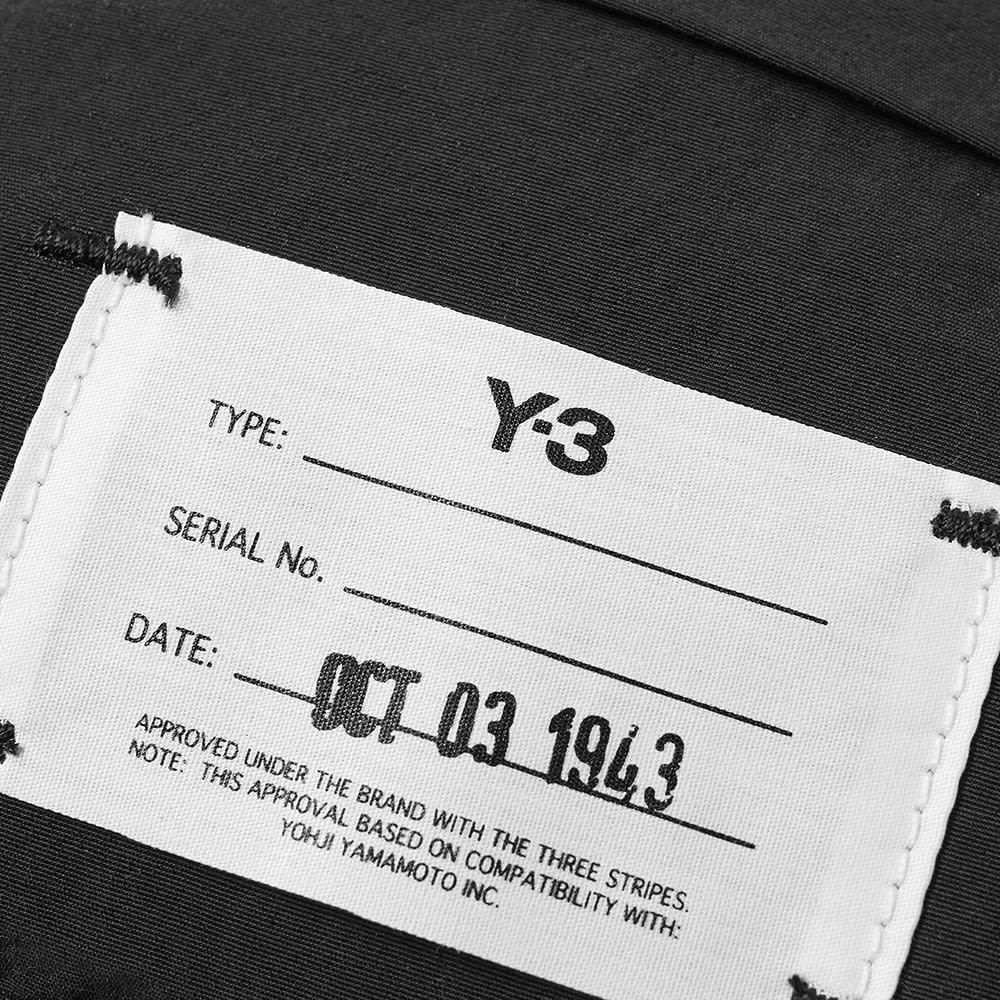 Y-3
TYPE:
SERIAL No.
DATE: OCT 03 1943
APPROVED UNDER THE BRAND WITH THE THREE STRIPES.
NOTE: THIS APPROVAL BASED ON COMPATIBILITY WITH:
YOHJI YAMAMOTO INC.